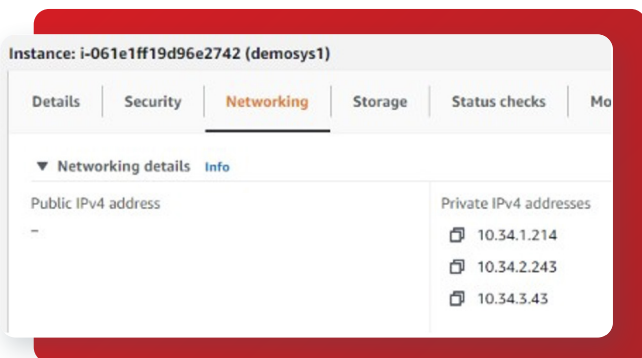 Instance: i-061e1ff19d96e2742 (demosys1)
Details Security Networking Storage Status checks Mo
Networking details Info
Public IPv4 address
–
Private IPv4 addresses
10.34.1.214
10.34.2.243
10.34.3.43